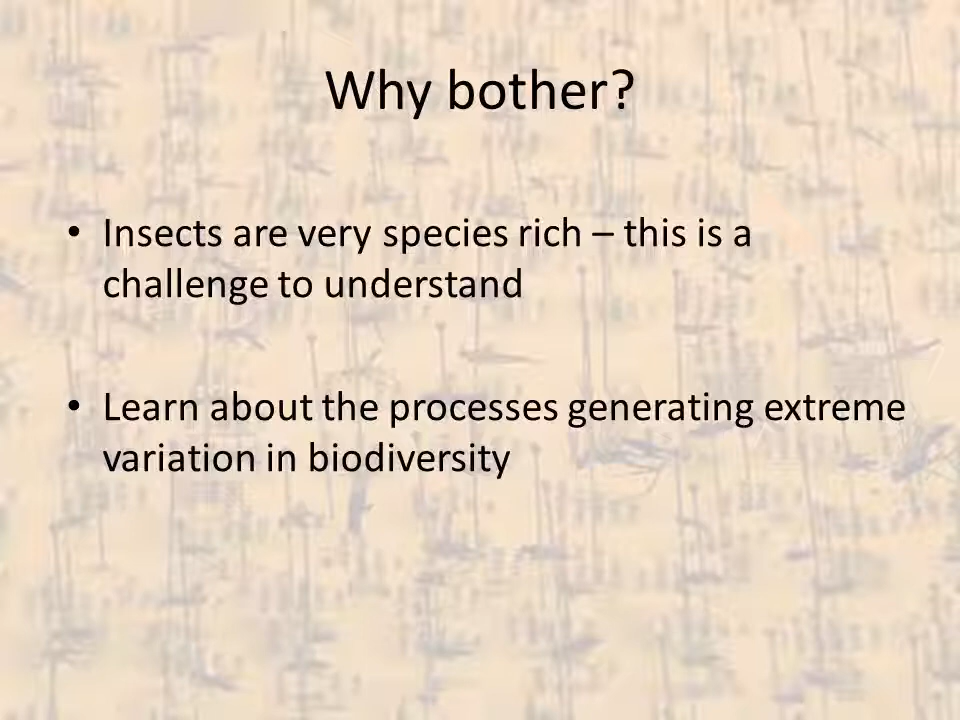 Why bother?
• Insects are very species rich – this is a
challenge to understand
• Learn about the processes generating extreme
variation in biodiversity